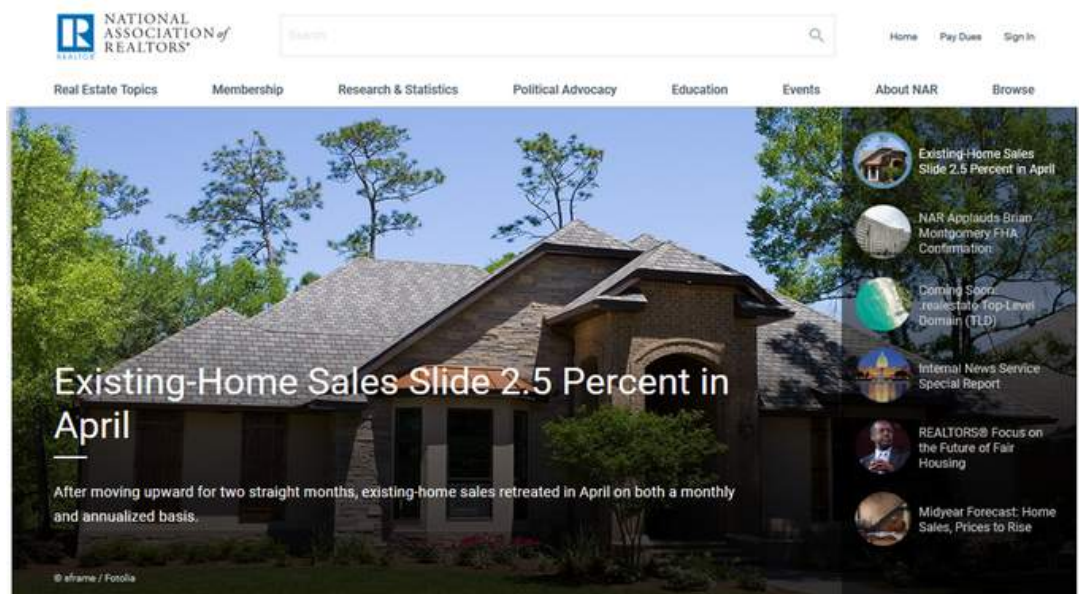 NATIONAL
ASSOCIATION of
REALTORS®
REALTOR
Search
Home Pay Dues Sign In
Real Estate Topics Membership Research & Statistics Political Advocacy Education Events About NAR Browse
Existing-Home Sales Slide 2.5 Percent in
April
After moving upward for two straight months, existing-home sales retreated in April on both a monthly
and annualized basis.
© aframe / Fotolia
Existing-Home Sales
Slide 2.5 Percent in April
NAR Applauds Brian
Montgomery FHA
Confirmation
Coming Soon:
.realestate Top-Level
Domain (TLD)
Internal News Service
Special Report
REALTORS® Focus on
the Future of Fair
Housing
Midyear Forecast: Home
Sales, Prices to Rise